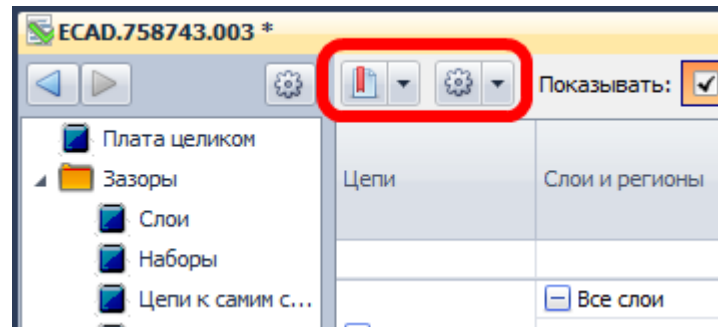 ECAD.758743.003 *
Показывать:
Плата целиком
Зазоры
Слои
Наборы
Цепи к самим с...
Цепи
Слои и регионы
Все слои